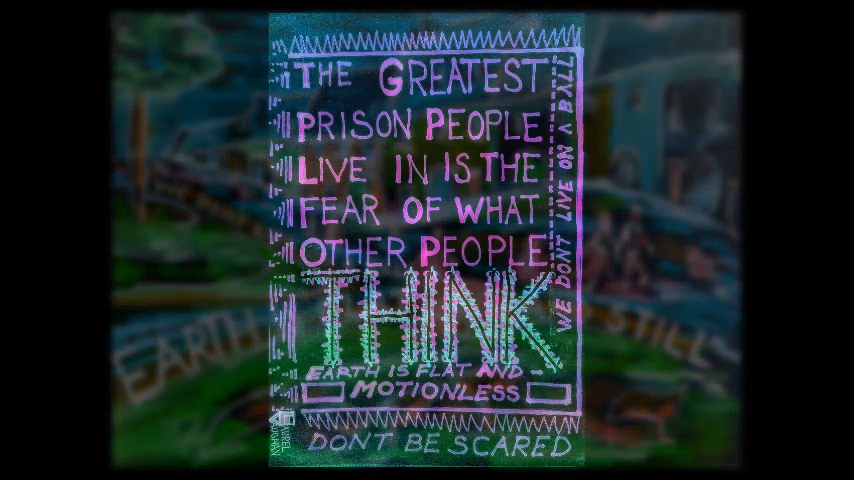 THE GREATEST
PRISON PEOPLE
LIVE IN IS THE
FEAR OF WHAT
OTHER PEOPLE
THINK
EARTH IS FLAT AND -
MOTIONLESS
DONT BE SCARED
WE DONT LIVE ON
EARTH
STILL